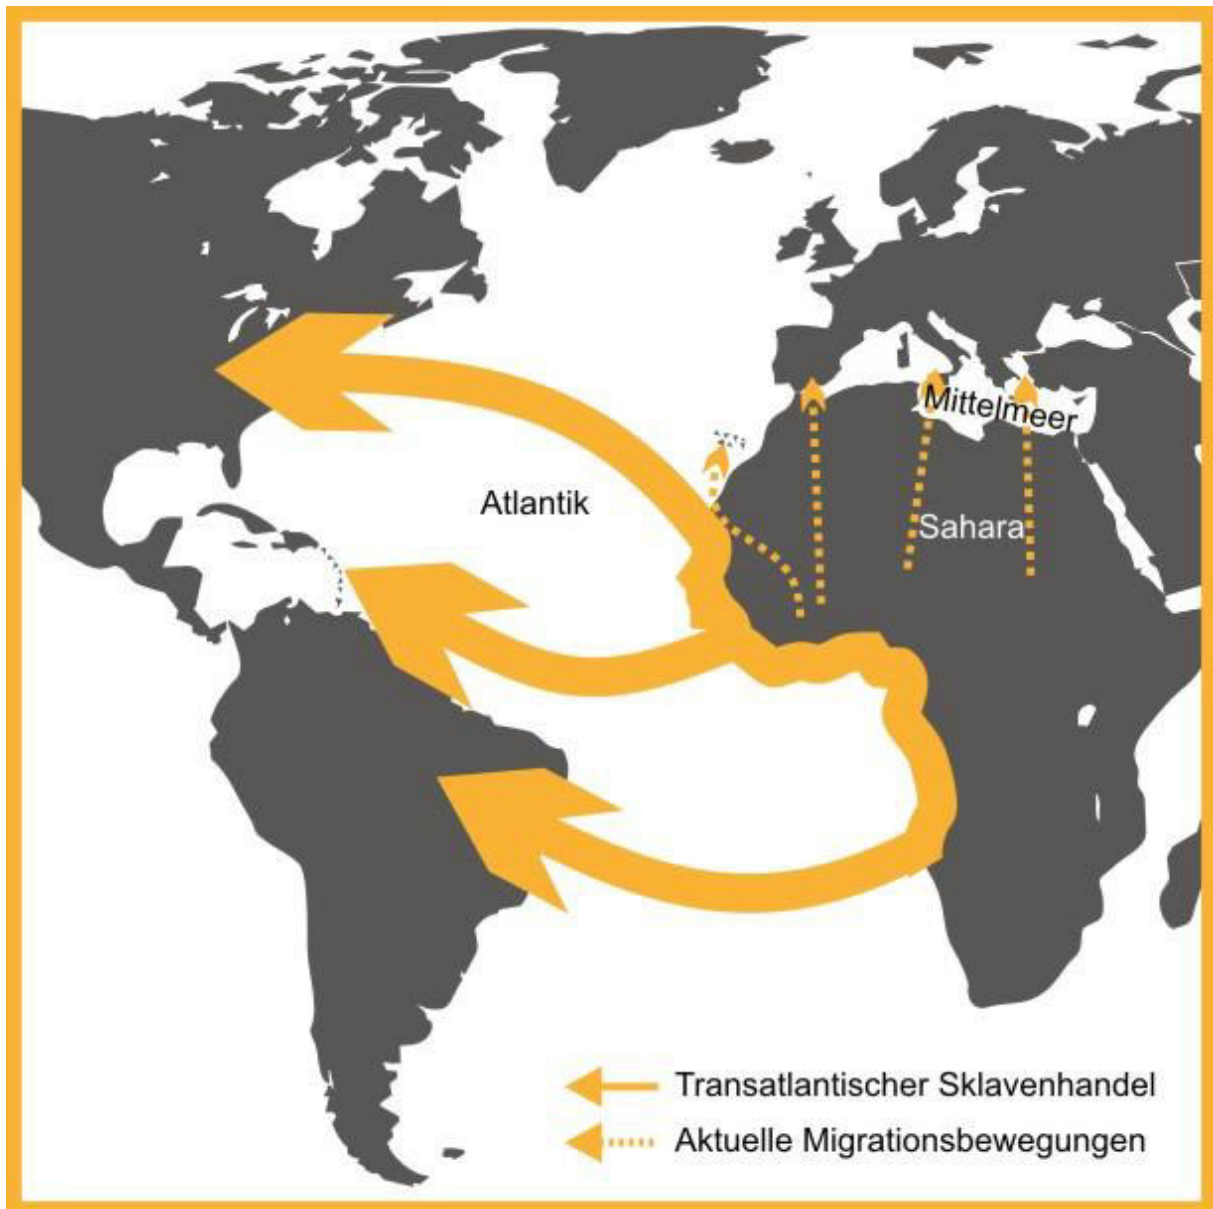 Mittelmeer
Atlantik
Sahara
Transatlantischer Sklavenhandel
Aktuelle Migrationsbewegungen